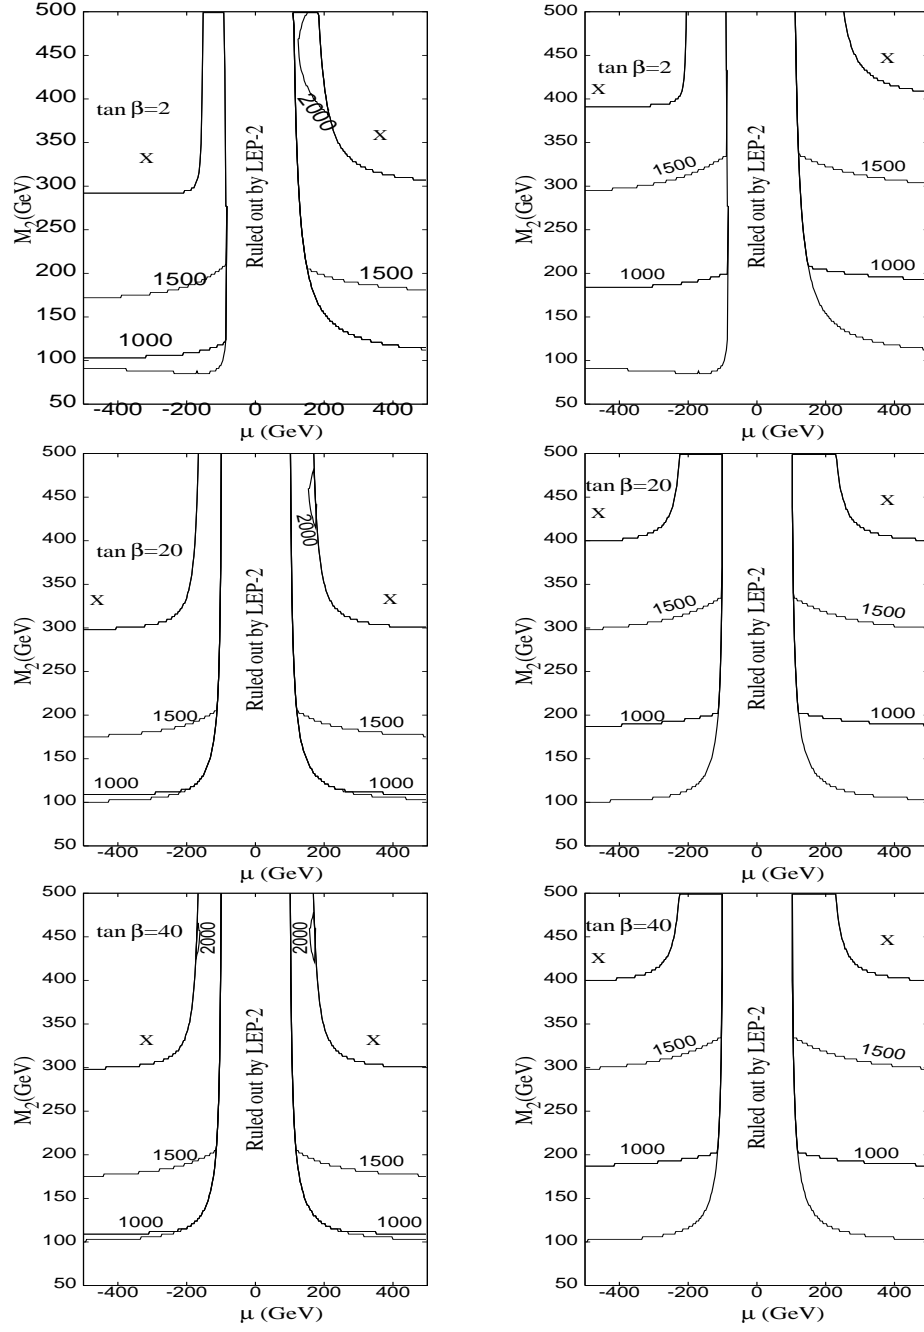 500
450
400
350
300
250
200
150
100
50
M2(GeV)
tan β=2
X
X
2000
1500
1500
1000
Ruled out by LEP-2
-400 -200 0 200 400
μ (GeV)
500
450
400
350
300
250
200
150
100
50
M2(GeV)
tan β=2
X
X
1500
1500
1000
1000
Ruled out by LEP-2
-400 -200 0 200 400
μ (GeV)
500
450
400
350
300
250
200
150
100
50
M2(GeV)
tan β=20
X
X
2000
1500
1500
1000
1000
Ruled out by LEP-2
-400 -200 0 200 400
μ (GeV)
500
450
400
350
300
250
200
150
100
50
M2(GeV)
tan β=20
X
X
1500
1500
1000
1000
Ruled out by LEP-2
-400 -200 0 200 400
μ (GeV)
500
450
400
350
300
250
200
150
100
50
M2(GeV)
tan β=40
X
X
2000
2000
1500
1500
1000
1000
Ruled out by LEP-2
-400 -200 0 200 400
μ (GeV)
500
450
400
350
300
250
200
150
100
50
M2(GeV)
tan β=40
X
X
1500
1500
1000
1000
Ruled out by LEP-2
-400 -200 0 200 400
μ (GeV)